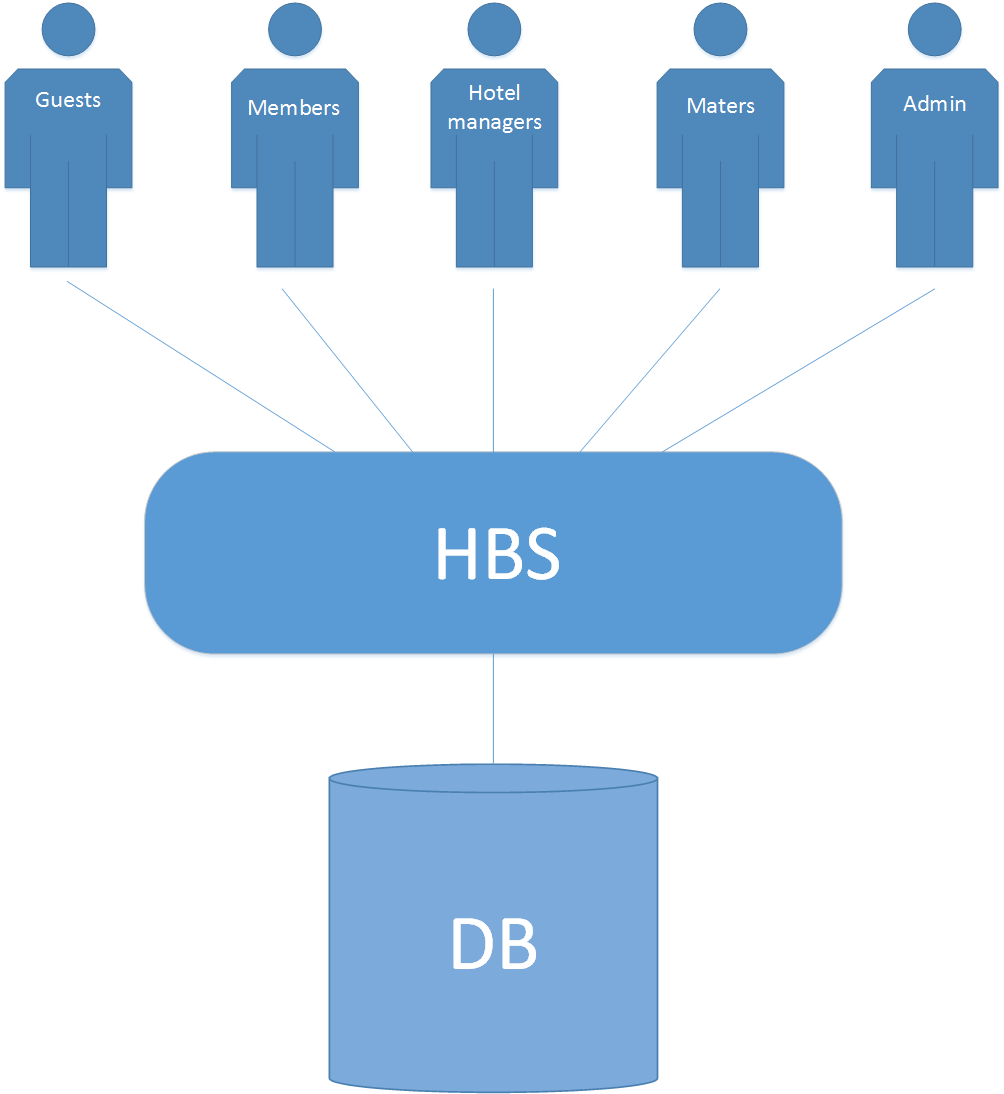 Guests
Members
Hotel
managers
Maters
Admin
HBS
DB